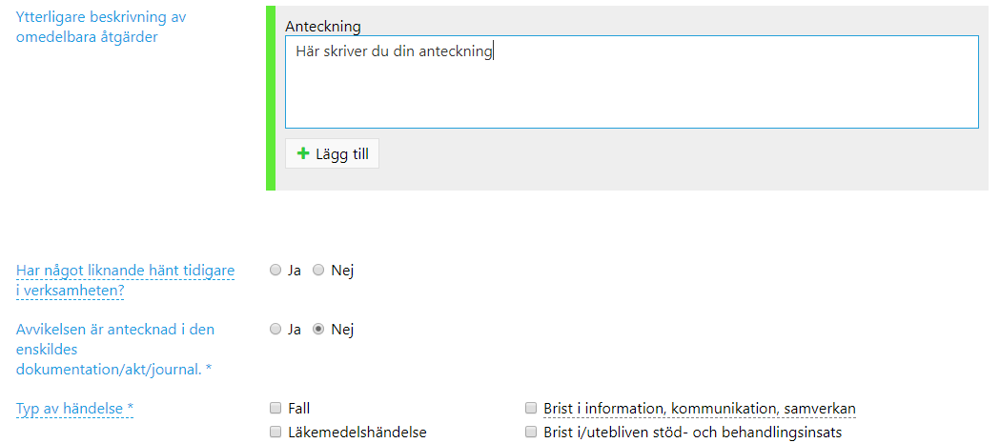 Ytterligare beskrivning av
omedelbara åtgärder
Anteckning
Här skriver du din anteckning
Lägg till
Har något liknande hänt tidigare
i verksamheten?
Ja Nej
Avvikelsen är antecknad i den
enskildes
dokumentation/akt/journal. *
Ja Nej
Typ av händelse *
Fall
Brist i information, kommunikation, samverkan
Läkemedelshändelse
Brist i/utebliven stöd- och behandlingsinsats